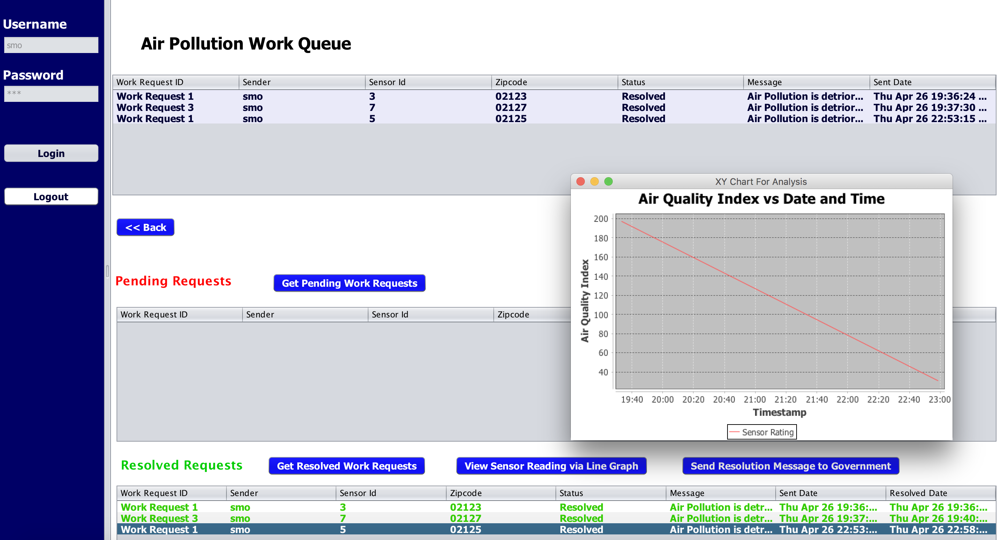 Username
smo
Password
***
Login
Logout
Air Pollution Work Queue
Work Request ID Sender Sensor Id Zipcode Status Message Sent Date
Work Request 1 smo 3 02123 Resolved Air Pollution is detrior... Thu Apr 26 19:36:24 ...
Work Request 3 smo 7 02127 Resolved Air Pollution is detrior... Thu Apr 26 19:37:30 ...
Work Request 1 smo 5 02125 Resolved Air Pollution is detrior... Thu Apr 26 22:53:15 ...
<< Back
Pending Requests Get Pending Work Requests
Work Request ID Sender Sensor Id Zipcode
XY Chart For Analysis
Air Quality Index vs Date and Time
Air Quality Index
200
180
160
140
120
100
80
60
40
19:40 20:00 20:20 20:40 21:00 21:20 21:40 22:00 22:20 22:40 23:00
Timestamp
Sensor Rating
Resolved Requests Get Resolved Work Requests View Sensor Reading via Line Graph Send Resolution Message to Government
Work Request ID Sender Sensor Id Zipcode Status Message Sent Date Resolved Date
Work Request 1 smo 3 02123 Resolved Air Pollution is detr... Thu Apr 26 19:36:... Thu Apr 26 19:36:...
Work Request 3 smo 7 02127 Resolved Air Pollution is detr... Thu Apr 26 19:37:... Thu Apr 26 19:40:...
Work Request 1 smo 5 02125 Resolved Air Pollution is detr... Thu Apr 26 22:53:... Thu Apr 26 22:58:...